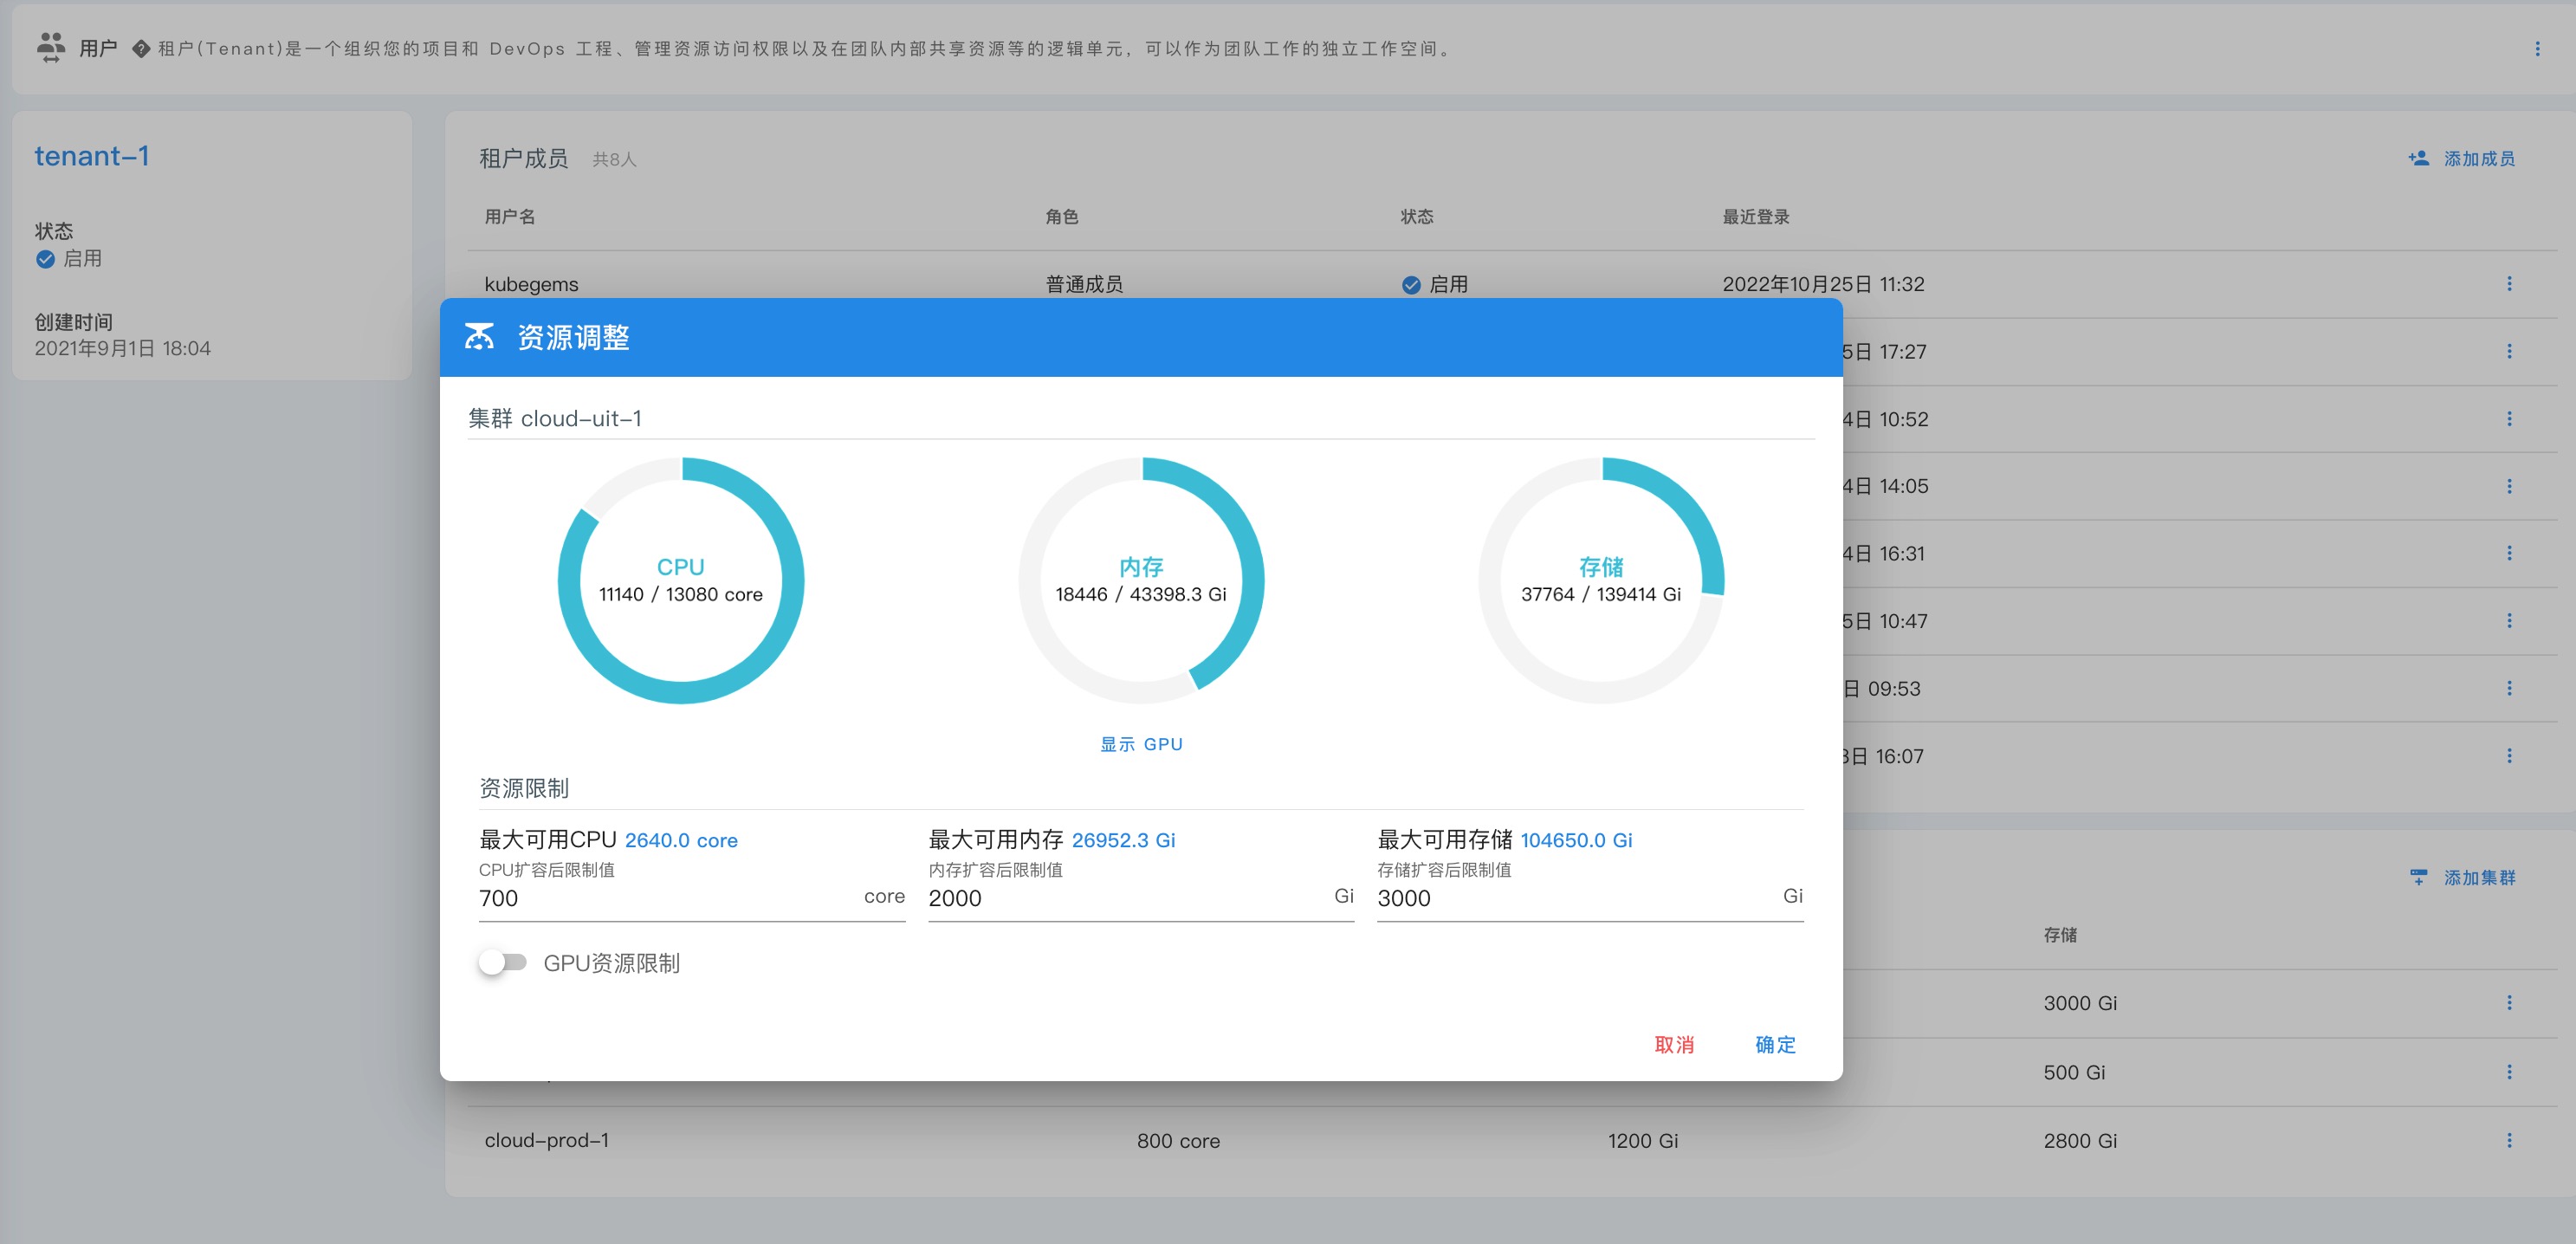 用户 租户(Tenant)是一个组织您的项目和 DevOps 工程、管理资源访问权限以及在团队内部共享资源等的逻辑单元，可以作为团队工作的独立工作空间。
tenant-1
状态
启用
创建时间
2021年9月1日 18:04
租户成员 共8人 添加成员
用户名 角色 状态 最近登录
kubegems 普通成员 启用 2022年10月25日 11:32
5日 17:27
4日 10:52
4日 14:05
4日 16:31
5日 10:47
日 09:53
日 16:07
资源调整
集群 cloud-uit-1
CPU
11140 / 13080 core
内存
18446 / 43398.3 Gi
存储
37764 / 139414 Gi
显示 GPU
资源限制
最大可用CPU 2640.0 core
CPU扩容后限制值
700 core
最大可用内存 26952.3 Gi
内存扩容后限制值
2000 Gi
最大可用存储 104650.0 Gi
存储扩容后限制值
3000 Gi
GPU资源限制
取消 确定
添加集群
存储
3000 Gi
500 Gi
cloud-prod-1 800 core 1200 Gi 2800 Gi